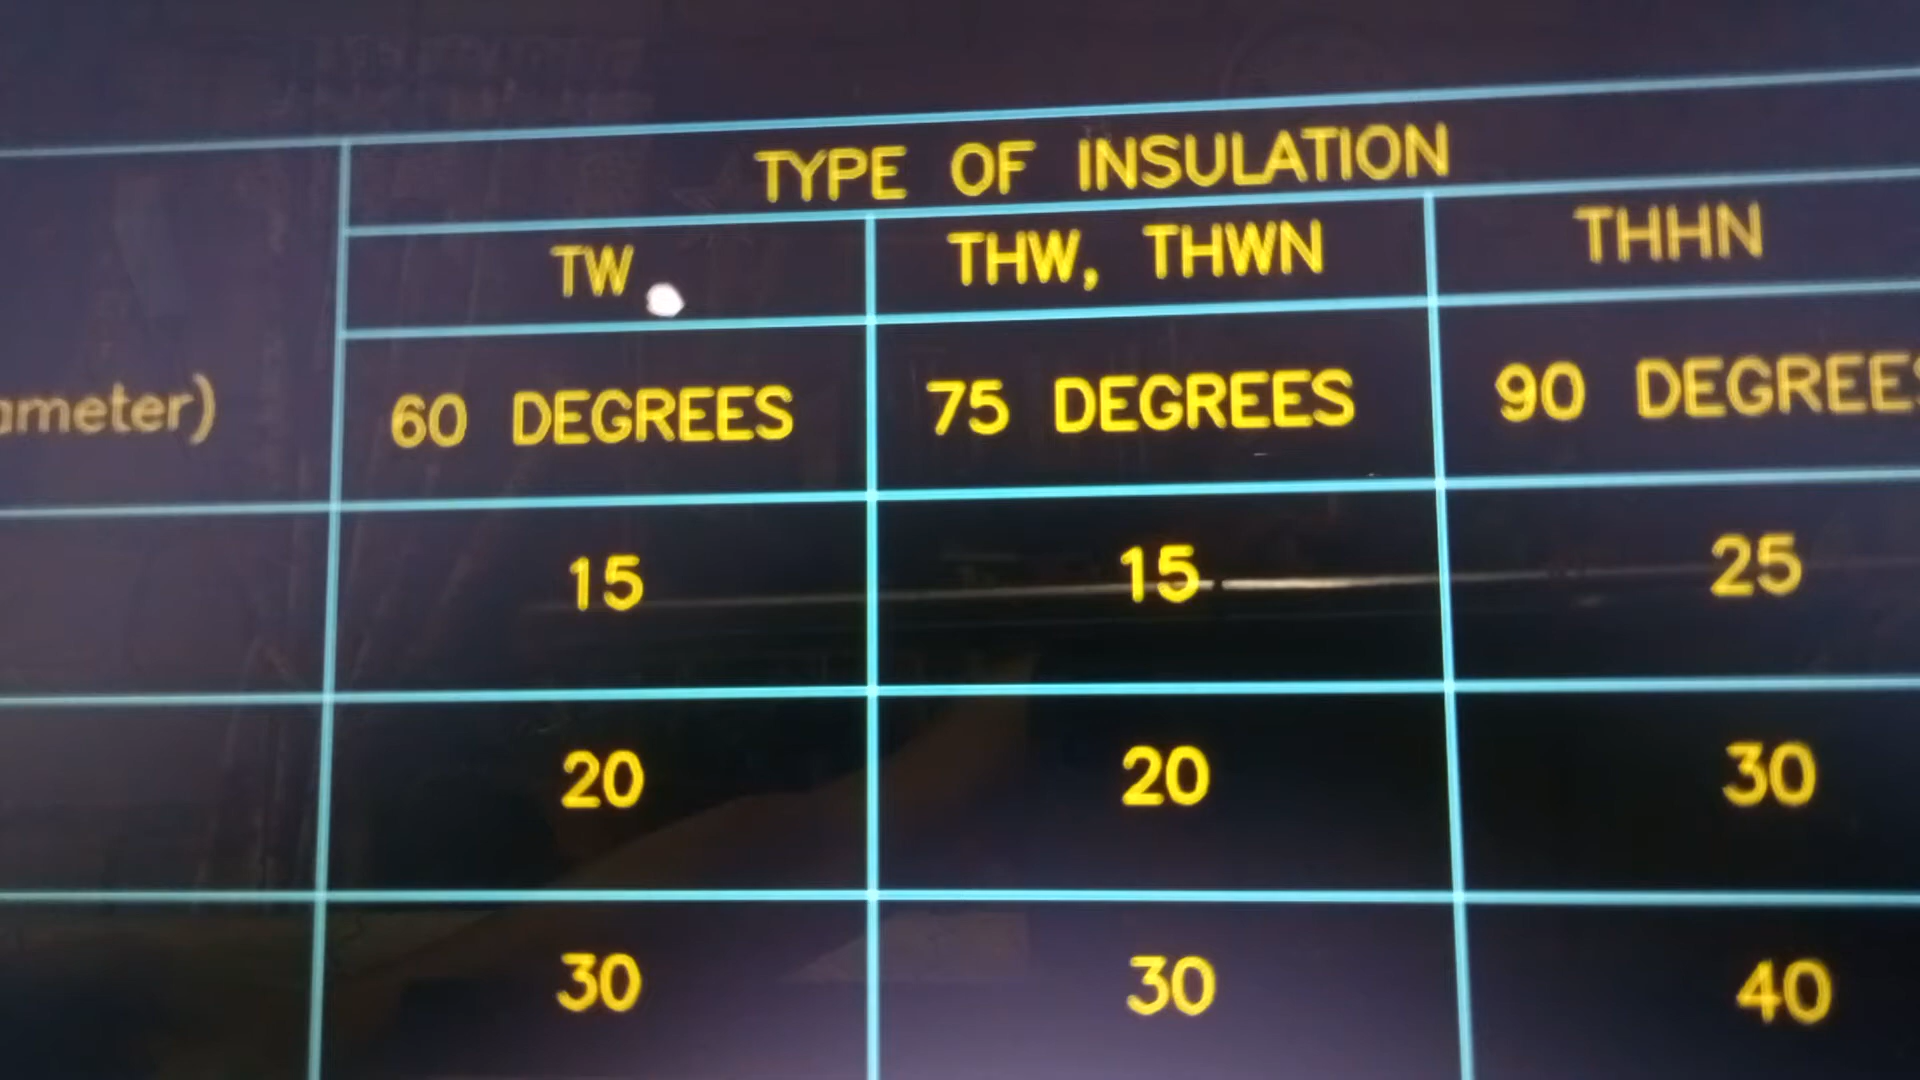 TYPE OF INSULATION
TW THW, THWN THHN
ameter) 60 DEGREES 75 DEGREES 90 DEGREES
15 15 25
20 20 30
30 30 40